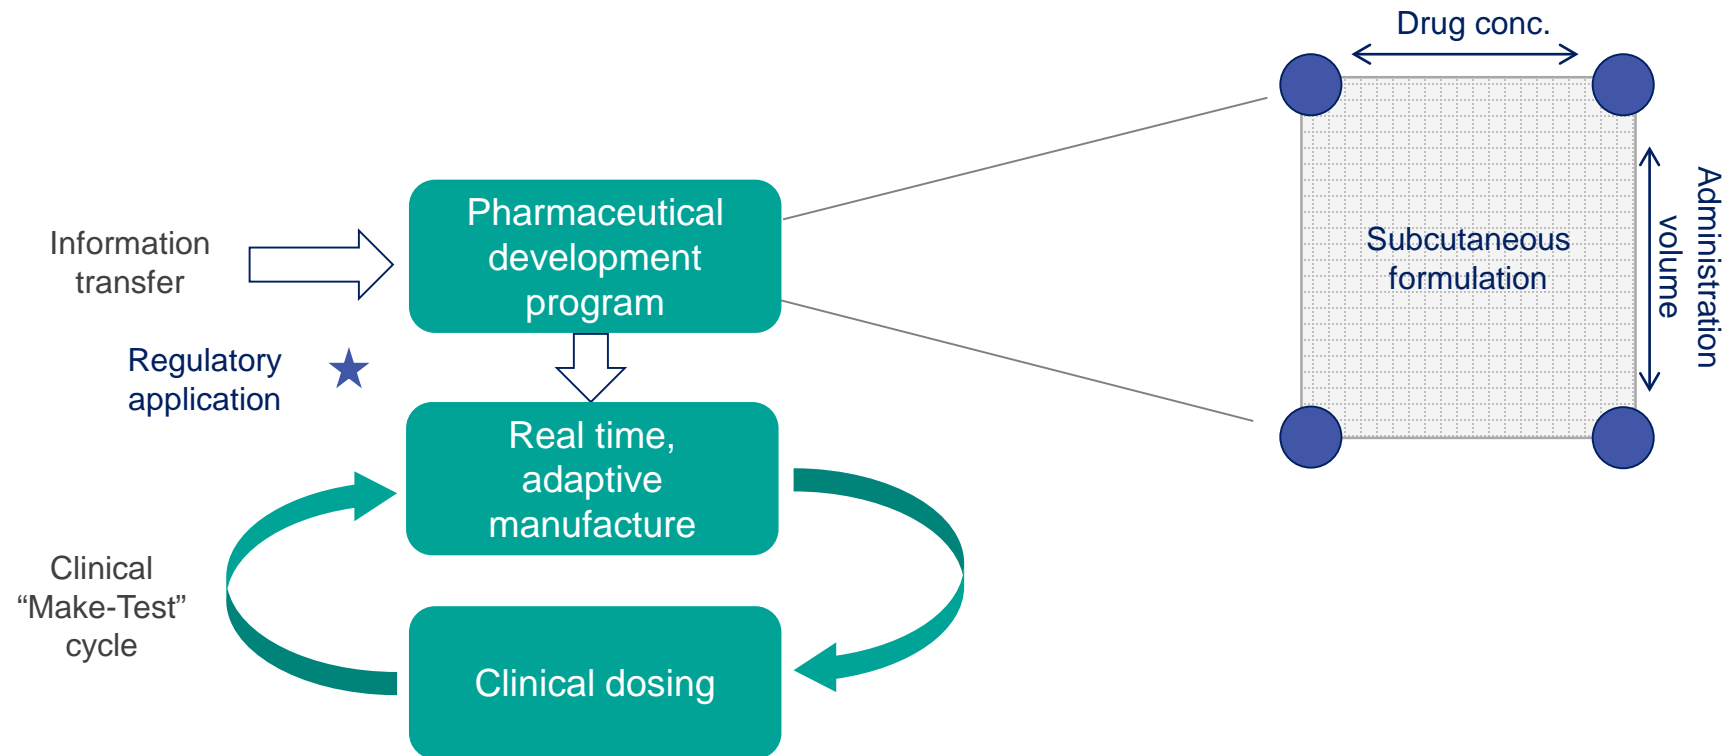 Drug conc.
Administration
volume
Subcutaneous
formulation
Pharmaceutical
development
program
Information
transfer
Regulatory
application
Real time,
adaptive
manufacture
Clinical
“Make-Test”
cycle
Clinical dosing